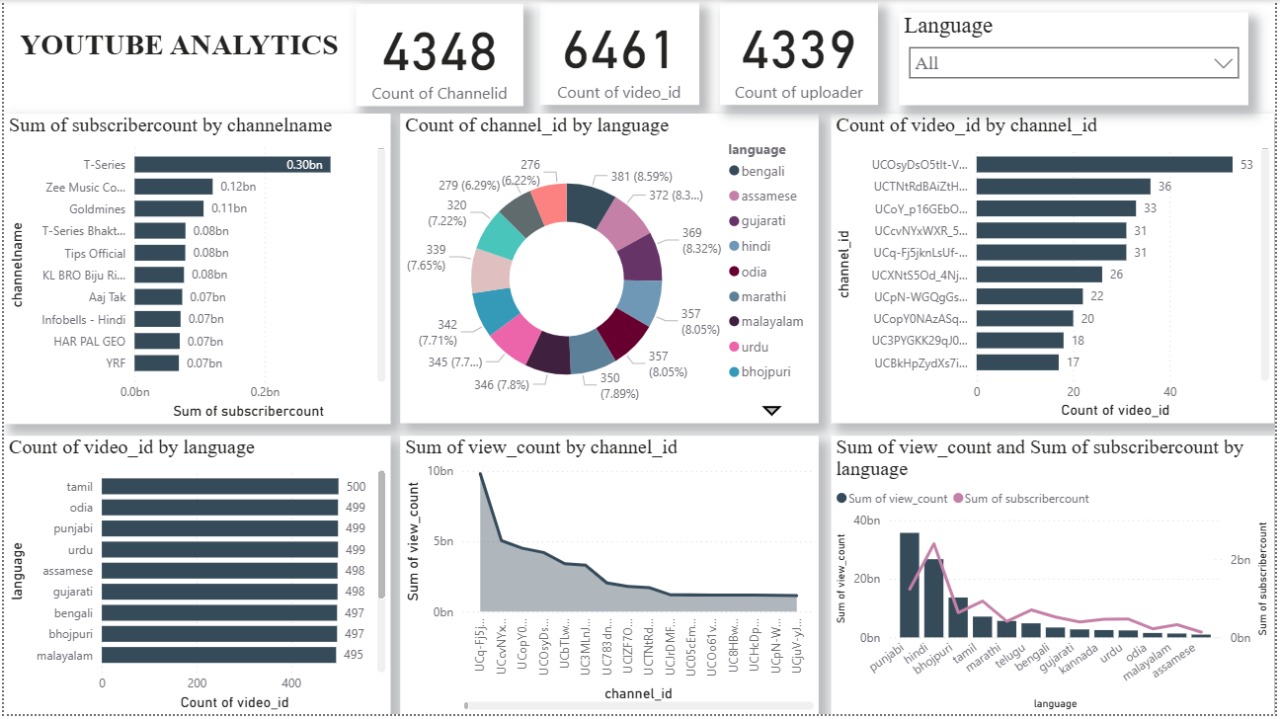 YOUTUBE ANALYTICS
4348
Count of Channelid
6461
Count of video_id
4339
Count of uploader
Language
All
Sum of subscribercount by channelname
channelname
T-Series
0.30bn
Zee Music Co...
0.12bn
Goldmines
0.11bn
T-Series Bhakt...
0.08bn
Tips Official
0.08bn
KL BRO Biju Ri...
0.08bn
Aaj Tak
0.07bn
Infobells - Hindi
0.07bn
HAR PAL GEO
0.07bn
YRF
0.07bn
0.0bn
0.2bn
Sum of subscribercount
Count of channel_id by language
276
(6.22%)
279 (6.29%)
320
(7.22%)
339
(7.65%)
342
(7.71%)
345 (7.7...)
346 (7.8%)
350
(7.89%)
357
(8.05%)
357
(8.05%)
369
(8.32%)
372 (8.3...)
381 (8.59%)
language
bengali
assamese
gujarati
hindi
odia
marathi
malayalam
urdu
bhojpuri
Count of video_id by channel_id
channel_id
UCOsyDsO5tIt-V...
53
UCTNtRdBAiZtH...
36
UCoY_p16GEbO...
33
UCcvNYxWXR_5...
31
UCq-Fj5jknLsUf-...
31
UCXNtS5Od_4Nj...
26
UCpN-WGQgGs...
22
UCopY0NAzASq...
20
UC3PYGKK29qJ0...
18
UCBkHpZydXs7i...
17
0
20
40
Count of video_id
Count of video_id by language
language
tamil
500
odia
499
punjabi
499
urdu
499
assamese
498
gujarati
498
bengali
497
bhojpuri
497
malayalam
495
0
200
400
Count of video_id
Sum of view_count by channel_id
Sum of view_count
10bn
5bn
0bn
UCq-Fj5j...
UCcvNYx...
UCopY0...
UCOsyDs...
UCbTLw...
UC3MLnJ...
UC783dn...
UCTNtRd...
UCJrDMF...
UC05cEm...
UCOo61v...
UC8HBw...
UCHcDp...
UCpN-W...
channel_id
Sum of view_count and Sum of subscribercount by
language
Sum of view_count
Sum of subscribercount
Sum of view_count
40bn
20bn
0bn
2bn
0bn
Sum of subscribercount
punjabi
hindi
bhojpuri
tamil
marathi
telugu
bengali
gujarati
kannada
urdu
odia
malayalam
assamese
language